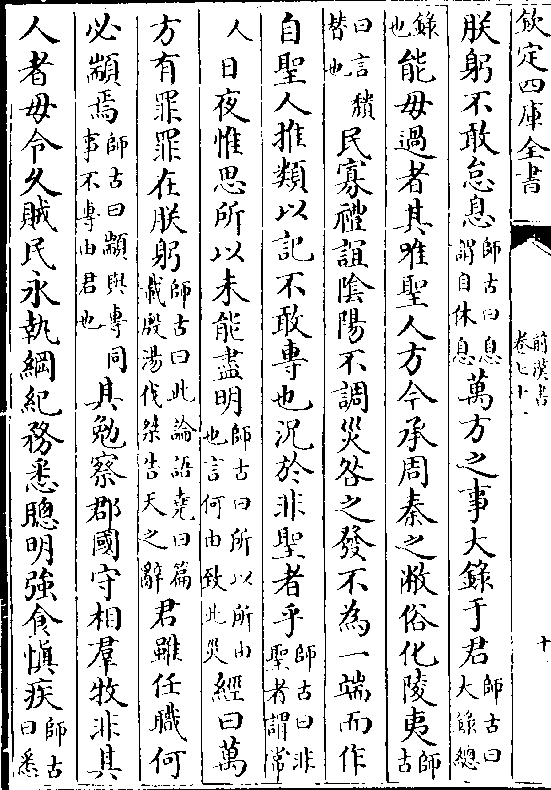 欽定四庫全書
前漢書
卷七十一
十
朕躬不敢怠息師古曰息謂自休息萬方之事大錄于君師古曰大錄總
錄也能毋過者其唯聖人方今承周秦之敝俗化陵夷師古
曰言頹替也民寡禮誼陰陽不調災咎之發不為一端而作
自聖人推類以記不敢專也況於非聖者乎師古曰非聖者謂常
人日夜惟思所以未能盡明師古曰所以所由也言何由致此災經曰萬
方有罪罪在朕躬師古曰此論語堯曰篇載殷湯伐桀告天之辭君雖任職何
必顓焉師古曰顓與專同事不專由君也其勉察郡國守相羣牧非其
人者毋令久賊民永執綱紀務悉聰明強食慎疾師古曰悉